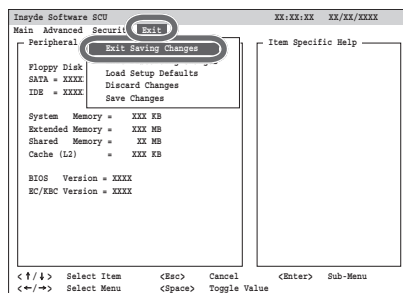 Insyde Software SCU XX:XX:XX XX/XX/XXXX
Main Advanced Securit Exit
Peripheral
Item Specific Help
Exit Saving Changes
Floppy Disk
Load Setup Defaults
SATA = XXXX
Discard Changes
IDE = XXXX
Save Changes
System Memory = XXX KB
Extended Memory = XXX MB
Shared Memory = XX MB
Cache (L2) = XXX KB
BIOS Version = XXXX
EC/KBC Version = XXXX
<↑/↓> Select Item <Esc> Cancel <Enter> Sub-Menu
<←/→> Select Menu <Space> Toggle Value